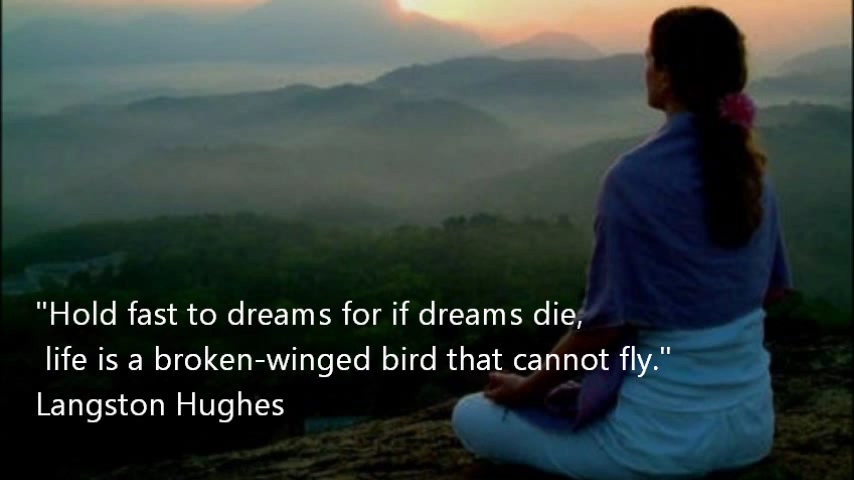 "Hold fast to dreams for if dreams die,
life is a broken-winged bird that cannot fly."
Langston Hughes